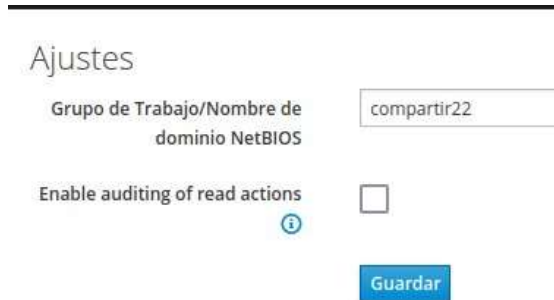 Ajustes
Grupo de Trabajo/Nombre de
dominio NetBIOS
compartir22
Enable auditing of read actions
Guardar